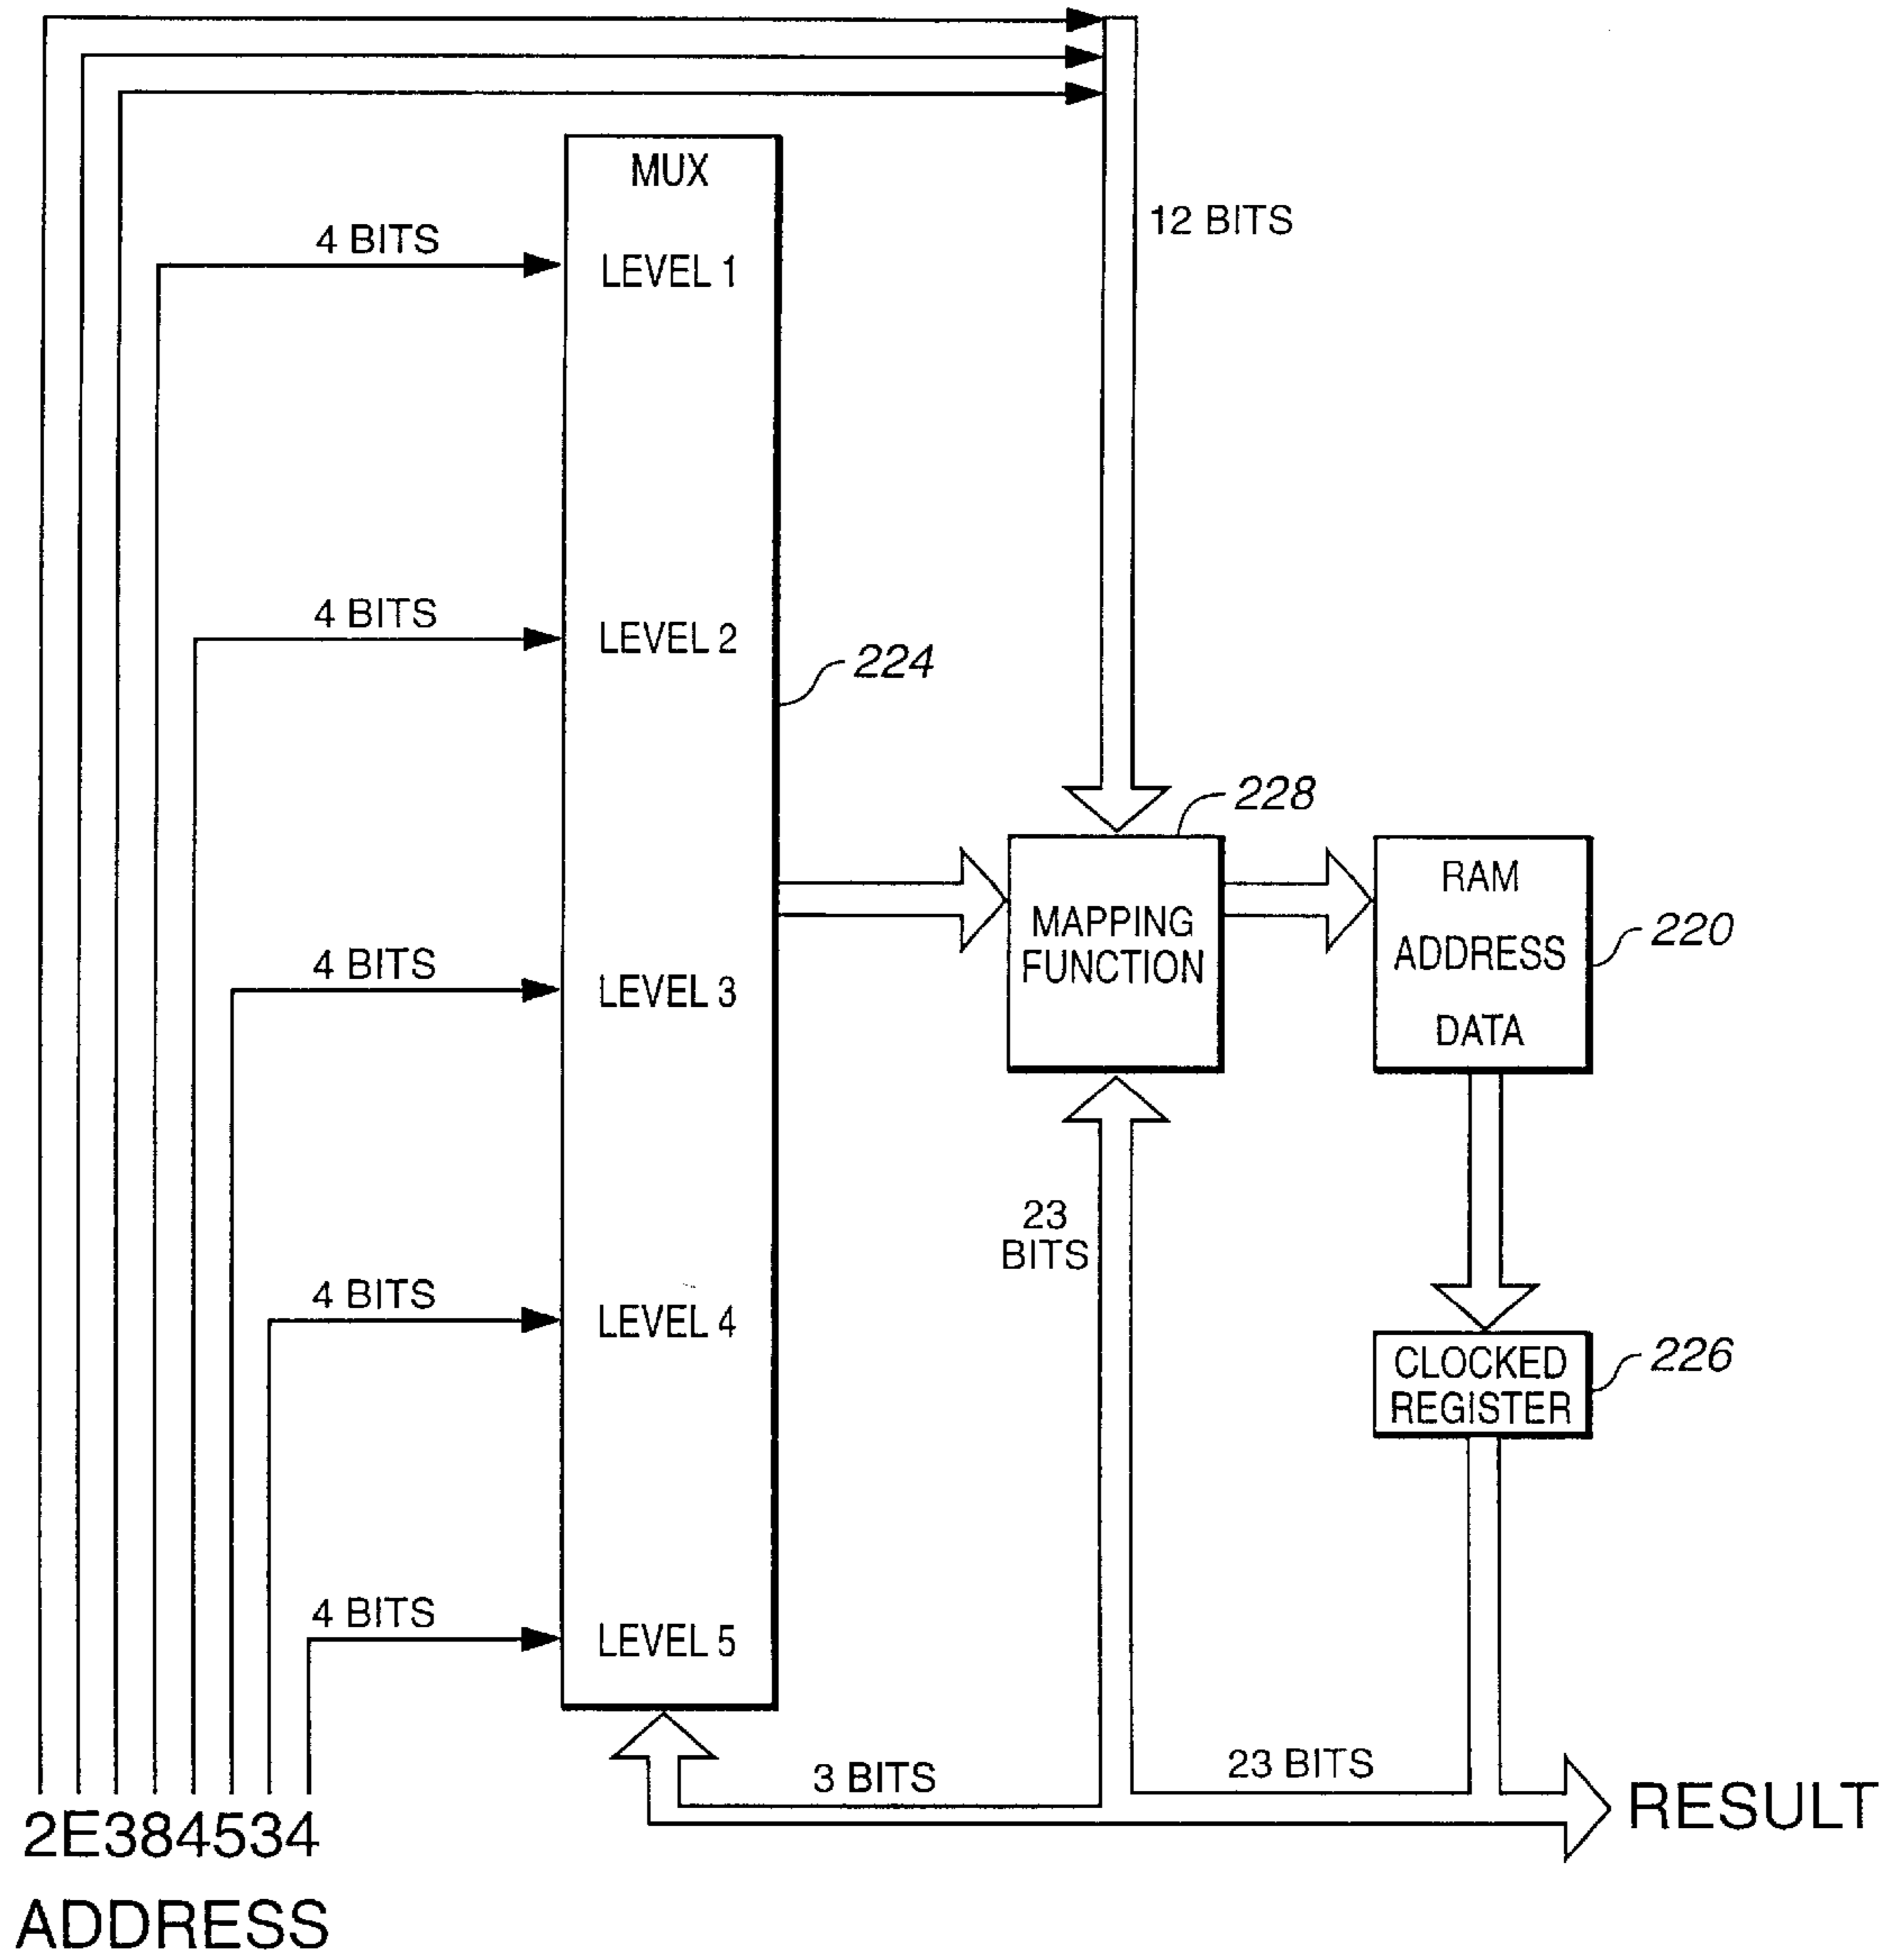 MUX
12 BITS
4 BITS
LEVEL 1
4 BITS
LEVEL 2
224
228
4 BITS
LEVEL 3
MAPPING
FUNCTION
RAM
ADDRESS
DATA
220
23
BITS
4 BITS
LEVEL 4
CLOCKED
REGISTER
226
4 BITS
LEVEL 5
3 BITS
23 BITS
RESULT
2E384534
ADDRESS